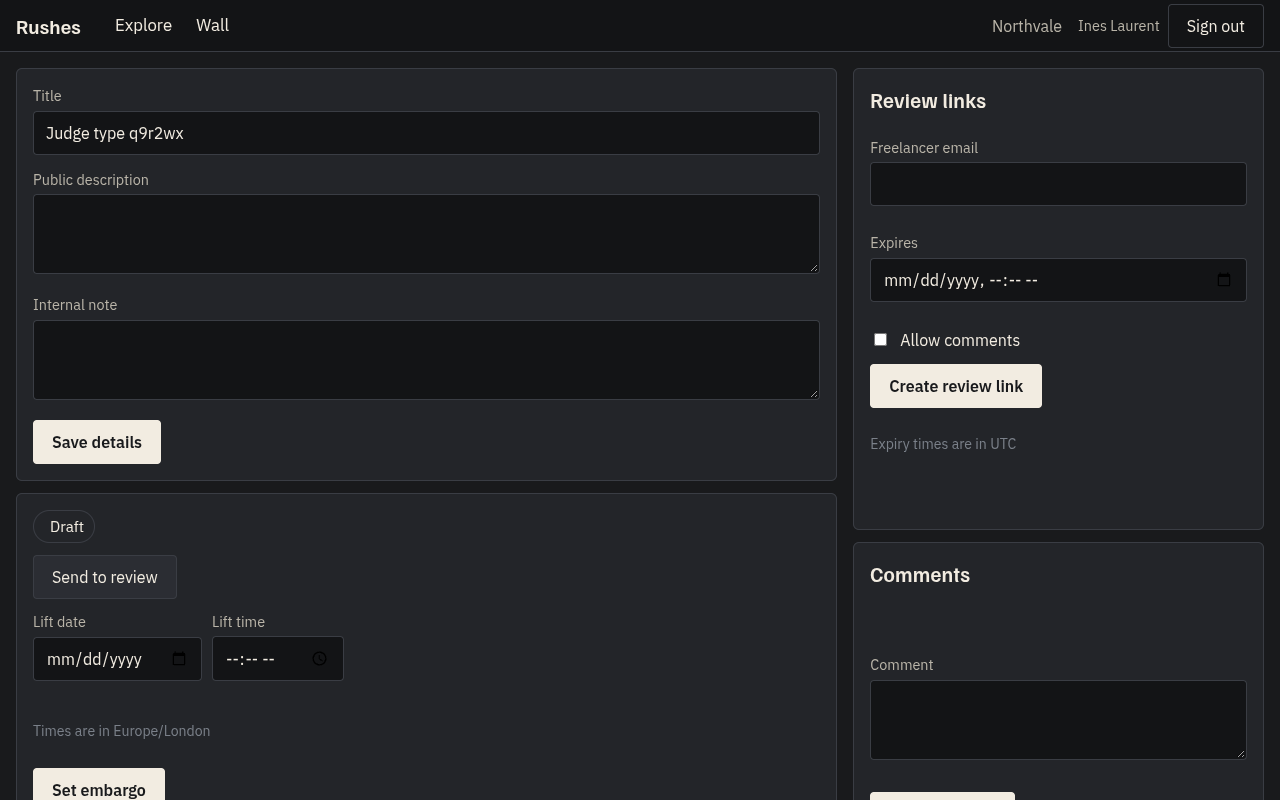 Rushes
Explore
Wall
Northvale
Ines Laurent
Sign out
Title
Judge type q9r2wx
Public description
Internal note
Save details
Draft
Send to review
Lift date
Lift time
mm/dd/yyyy
--:-- --
Times are in Europe/London
Set embargo
Review links
Freelancer email
Expires
mm/dd/yyyy, --:-- --
Allow comments
Create review link
Expiry times are in UTC
Comments
Comment